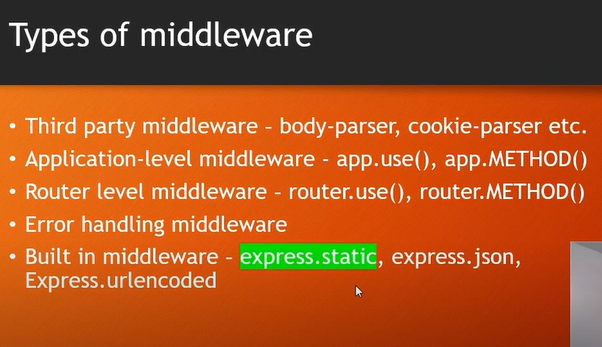 Types of middleware
• Third party middleware – body-parser, cookie-parser etc.
• Application-level middleware - app.use(), app.METHOD()
• Router level middleware – router.use(), router.METHOD()
• Error handling middleware
• Built in middleware – express.static, express.json,
Express.urlencoded